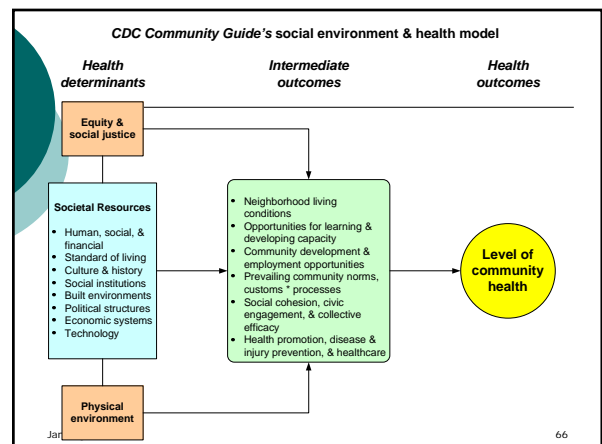 CDC Community Guide's social environment & health model
Health
determinants
Intermediate
outcomes
Health
outcomes
Equity &
social justice
Societal Resources
• Human, social, &
financial
• Standard of living
• Culture & history
• Social institutions
• Built environments
• Political structures
• Economic systems
• Technology
Physical
environment
• Neighborhood living
conditions
• Opportunities for learning &
developing capacity
• Community development &
employment opportunities
• Prevailing community norms,
customs * processes
• Social cohesion, civic
engagement, & collective
efficacy
• Health promotion, disease &
injury prevention, & healthcare
Level of
community
health
66